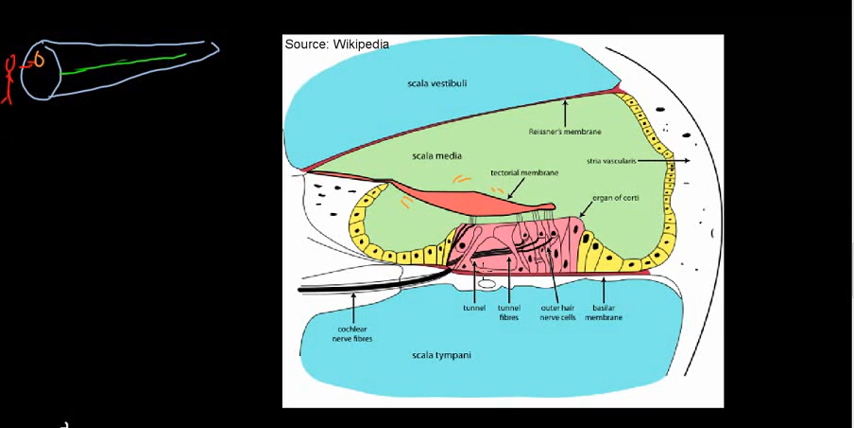 Source: Wikipedia
scala vestibuli
Reissner's membrane
scala media
stria vascularis
tectorial membrane
organ of corti
tunnel
tunnel
fibres
outer hair
nerve cells
basilar
membrane
cochlear
nerve fibres
scala tympani